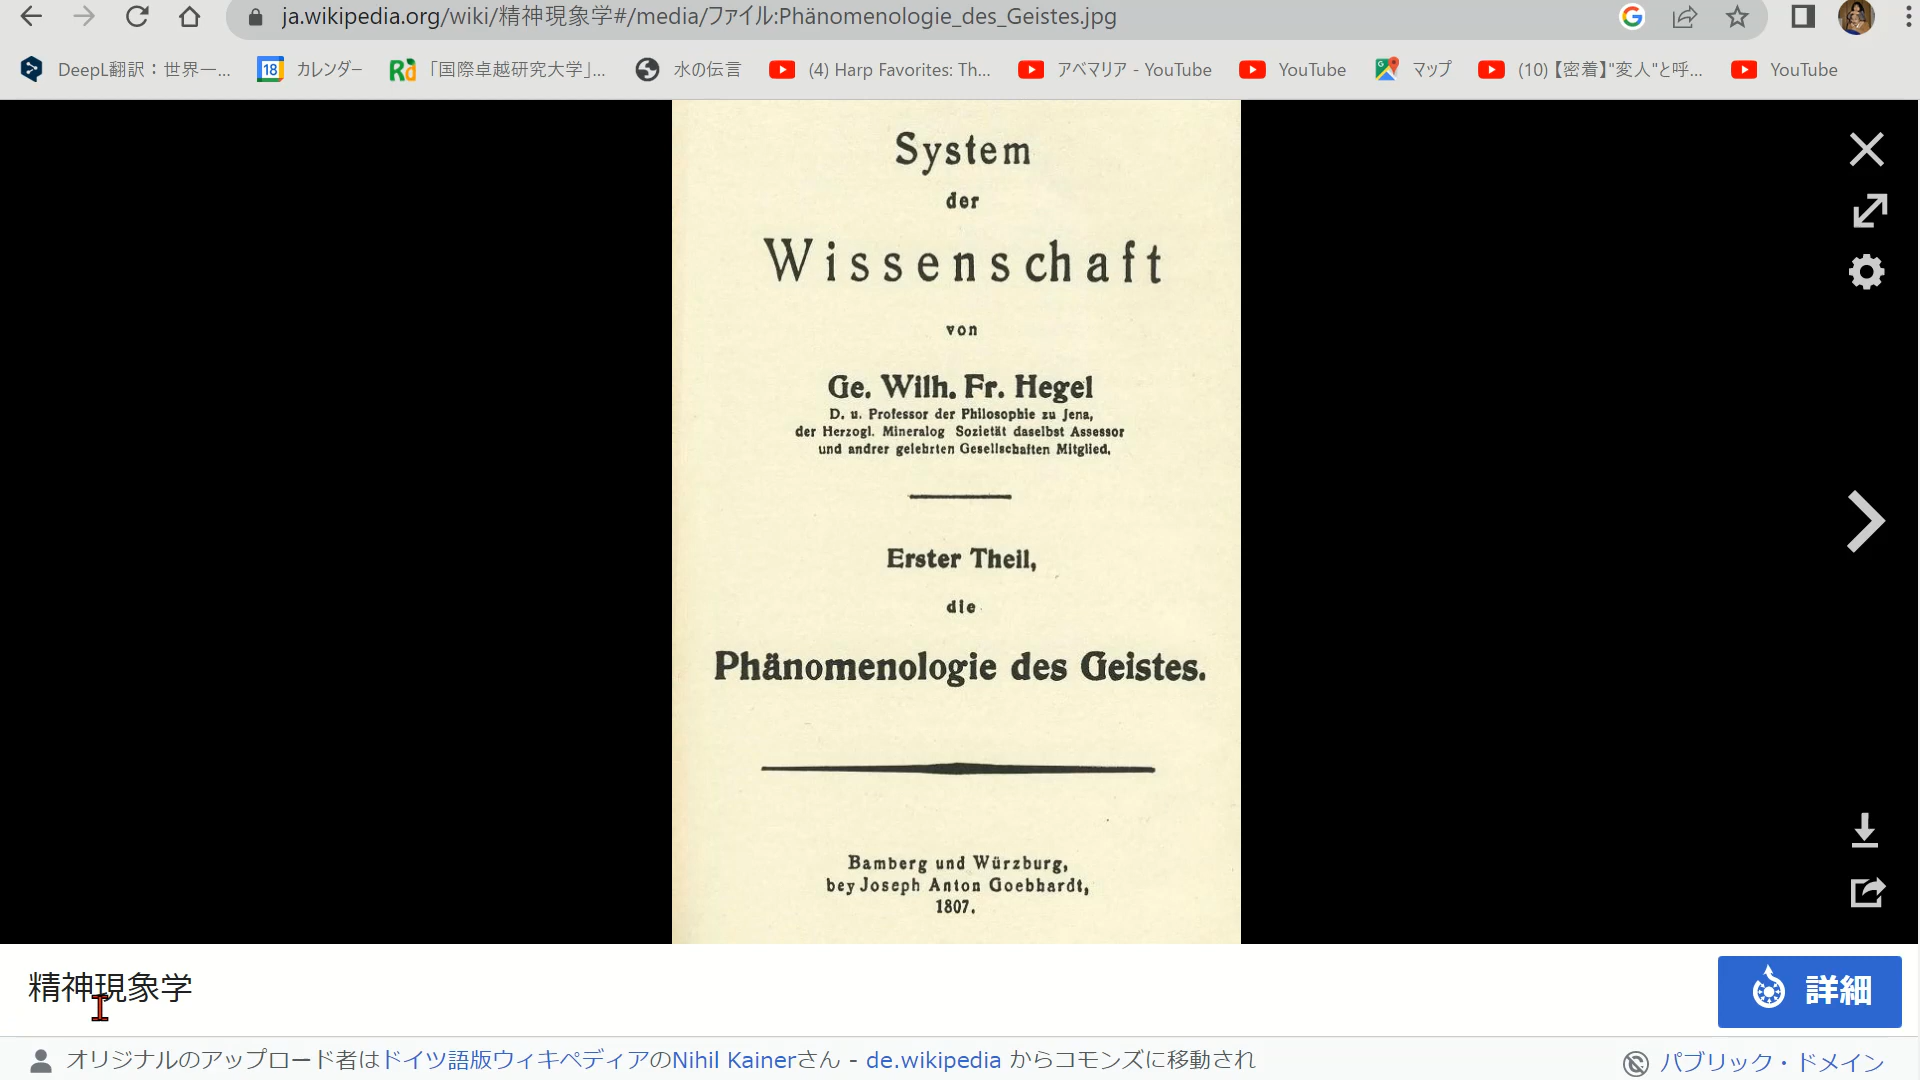 ja.wikipedia.org/wiki/精神現象学#/media/ファイル:Phänomenologie_des_Geistes.jpg
DeepL翻訳：世界一... 18 カレンダー Rd 「国際卓越研究大学」... 水の伝言 (4) Harp Favorites: Th... アベマリア - YouTube YouTube マップ (10)【密着】"変人"と呼... YouTube
System
der
Wissenschaft
von
Ge. Wilh. Fr. Hegel
D. u. Professor der Philosophie zu Jena,
der Herzogl. Mineralog Sozietät daselbst Assessor
und andrer gelehrten Gesellschaften Mitglied.
Erster Theil,
die
Phänomenologie des Geistes.
Bamberg und Würzburg,
bey Joseph Anton Goebhardt,
1807.
精神現象学
詳細
オリジナルのアップロード者はドイツ語版ウィキペディアのNihil Kainerさん - de.wikipedia からコモンズに移動され
パブリック・ドメイン